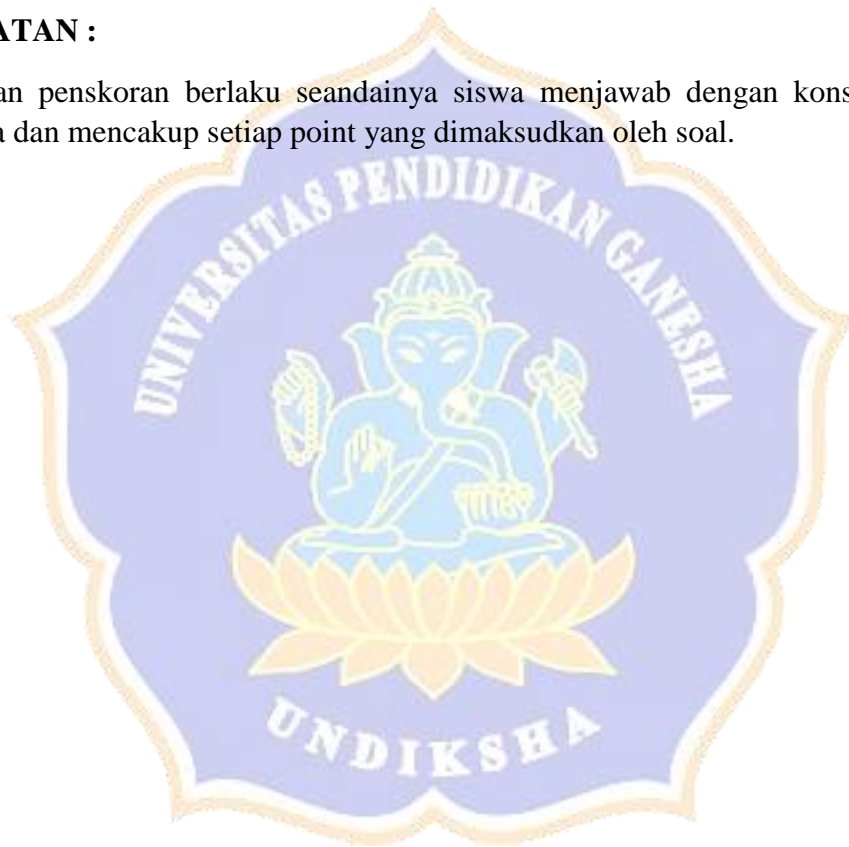 ATAN :
an penskoran berlaku seandainya siswa menjawab dengan kons
a dan mencakup setiap point yang dimaksudkan oleh soal.
UNIVERSITAS PENDIDIKAN GANESHA
UNDIKSHA